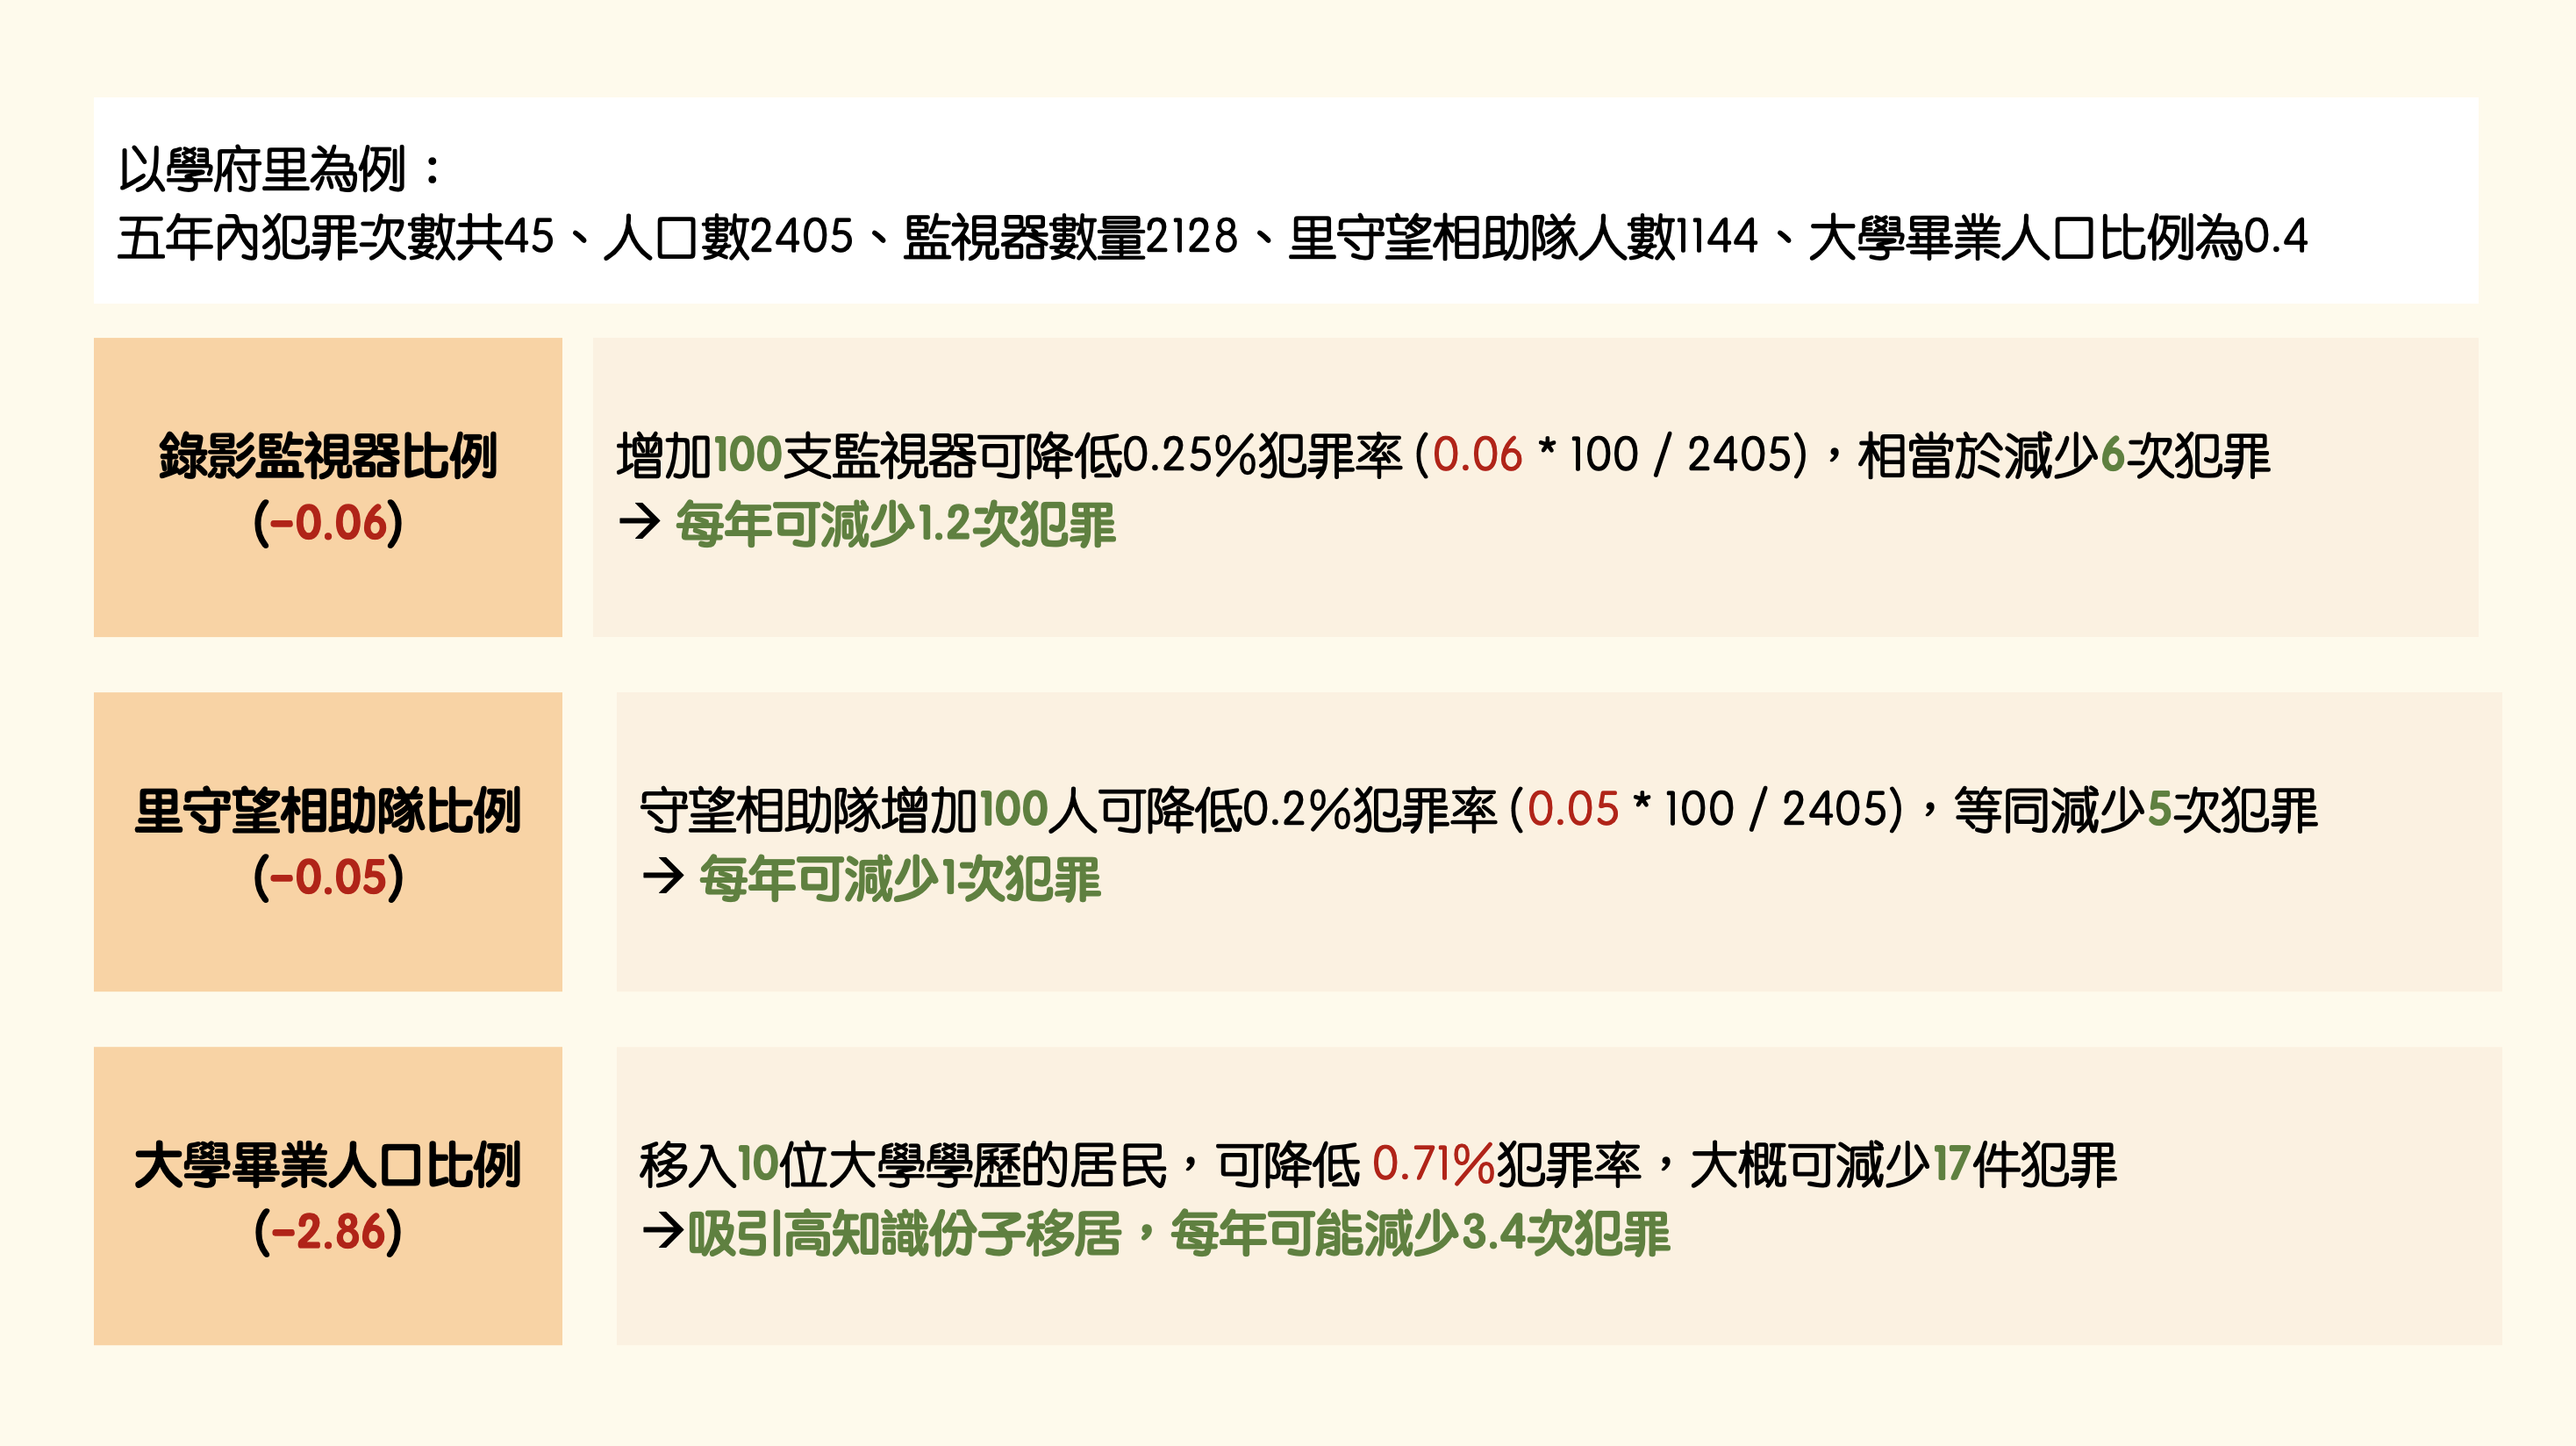 以學府里為例：
五年內犯罪次數共45、人口數2405、監視器數量2128、里守望相助隊人數1144、大學畢業人口比例為0.4
錄影監視器比例
(-0.06)
增加100支監視器可降低0.25%犯罪率 (0.06 * 100 / 2405)，相當於減少6次犯罪
→ 每年可減少1.2次犯罪
里守望相助隊比例
(-0.05)
守望相助隊增加100人可降低0.2%犯罪率 (0.05 * 100 / 2405)，等同減少5次犯罪
→ 每年可減少1次犯罪
大學畢業人口比例
(-2.86)
移入10位大學學歷的居民，可降低 0.71%犯罪率，大概可減少17件犯罪
→吸引高知識份子移居，每年可能減少3.4次犯罪